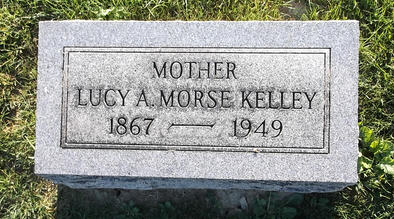 MOTHER
LUCY A. MORSE KELLEY
1867 — 1949